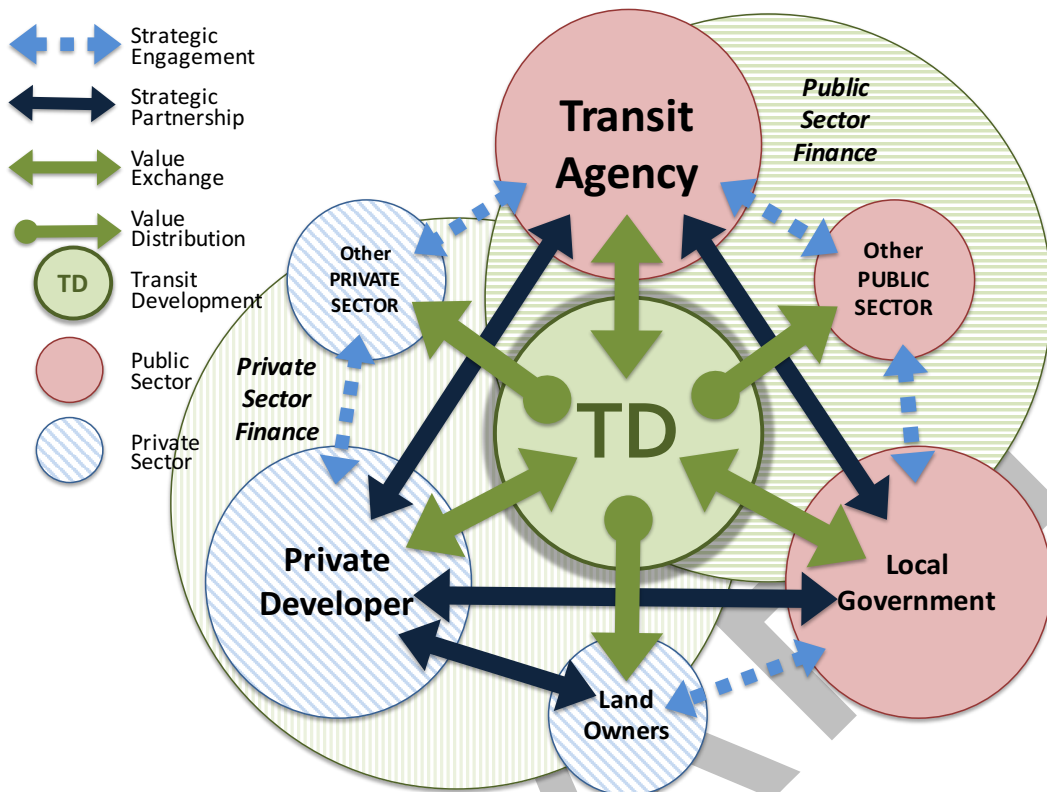 Strategic
Engagement
Strategic
Partnership
Value
Exchange
Value
Distribution
TD
Transit
Development
Public
Sector
Private
Sector
Transit
Agency
Public
Sector
Finance
Other
PRIVATE
SECTOR
Other
PUBLIC
SECTOR
Private
Sector
Finance
TD
Private
Developer
Local
Government
Land
Owners